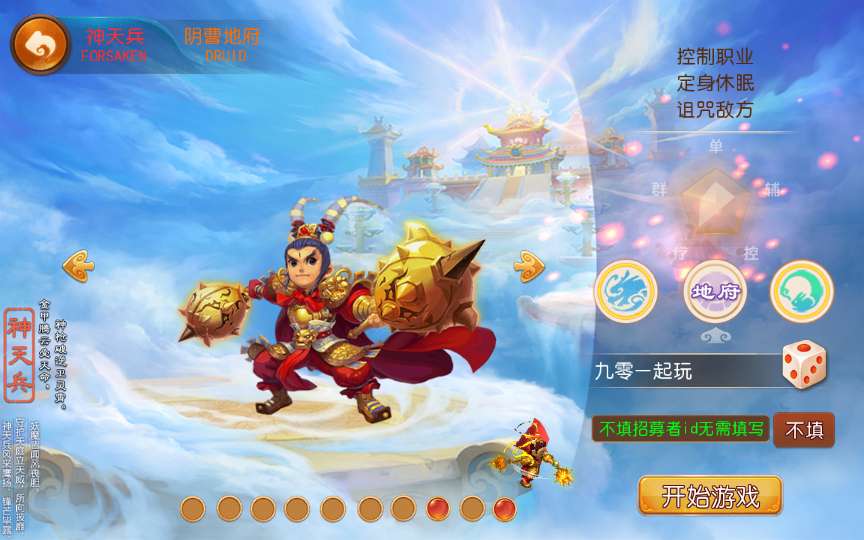 神天兵
FORSAKEN
阴曹地府
DRUID
控制职业
定身休眠
诅咒敌方
单
群
辅
疗
控
地府
九零一起玩
不填招募者id无需填写
不填
开始游戏
神天兵
神枪破逆卫灵霄。
金甲腾云受天命，